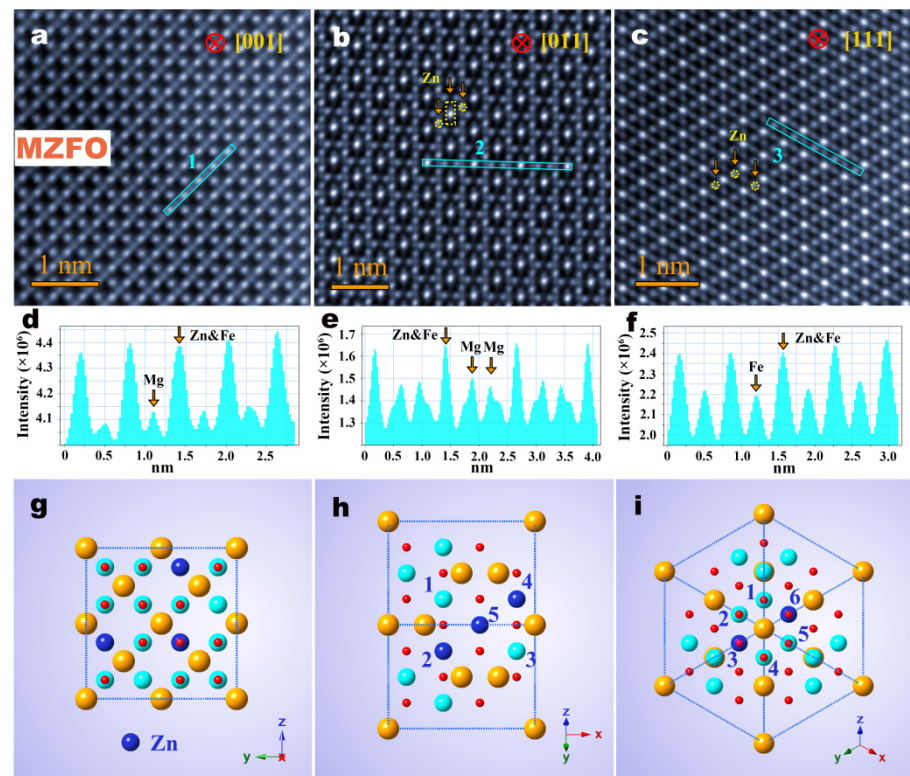 a [001]
b [011]
c [111]
MZFO
Zn
Zn
1
2
3
1 nm
1 nm
1 nm
d
Intensity (×10⁶)
4.4
4.3
4.2
4.1
Zn&Fe
Mg
0 0.5 1.0 1.5 2.0 2.5
nm
e
Intensity (×10⁶)
1.7
1.6
1.5
1.4
1.3
Zn&Fe
Mg Mg
0 0.5 1.0 1.5 2.0 2.5 3.0 3.5 4.0
nm
f
Intensity (×10⁶)
2.5
2.4
2.3
2.2
2.1
2.0
Zn&Fe
Fe
0 0.5 1.0 1.5 2.0 2.5 3.0
nm
g
Zn
z
y x
h
1 4
5
2 3
z
x
y
i
1 6
2
5
3
4
z
y x